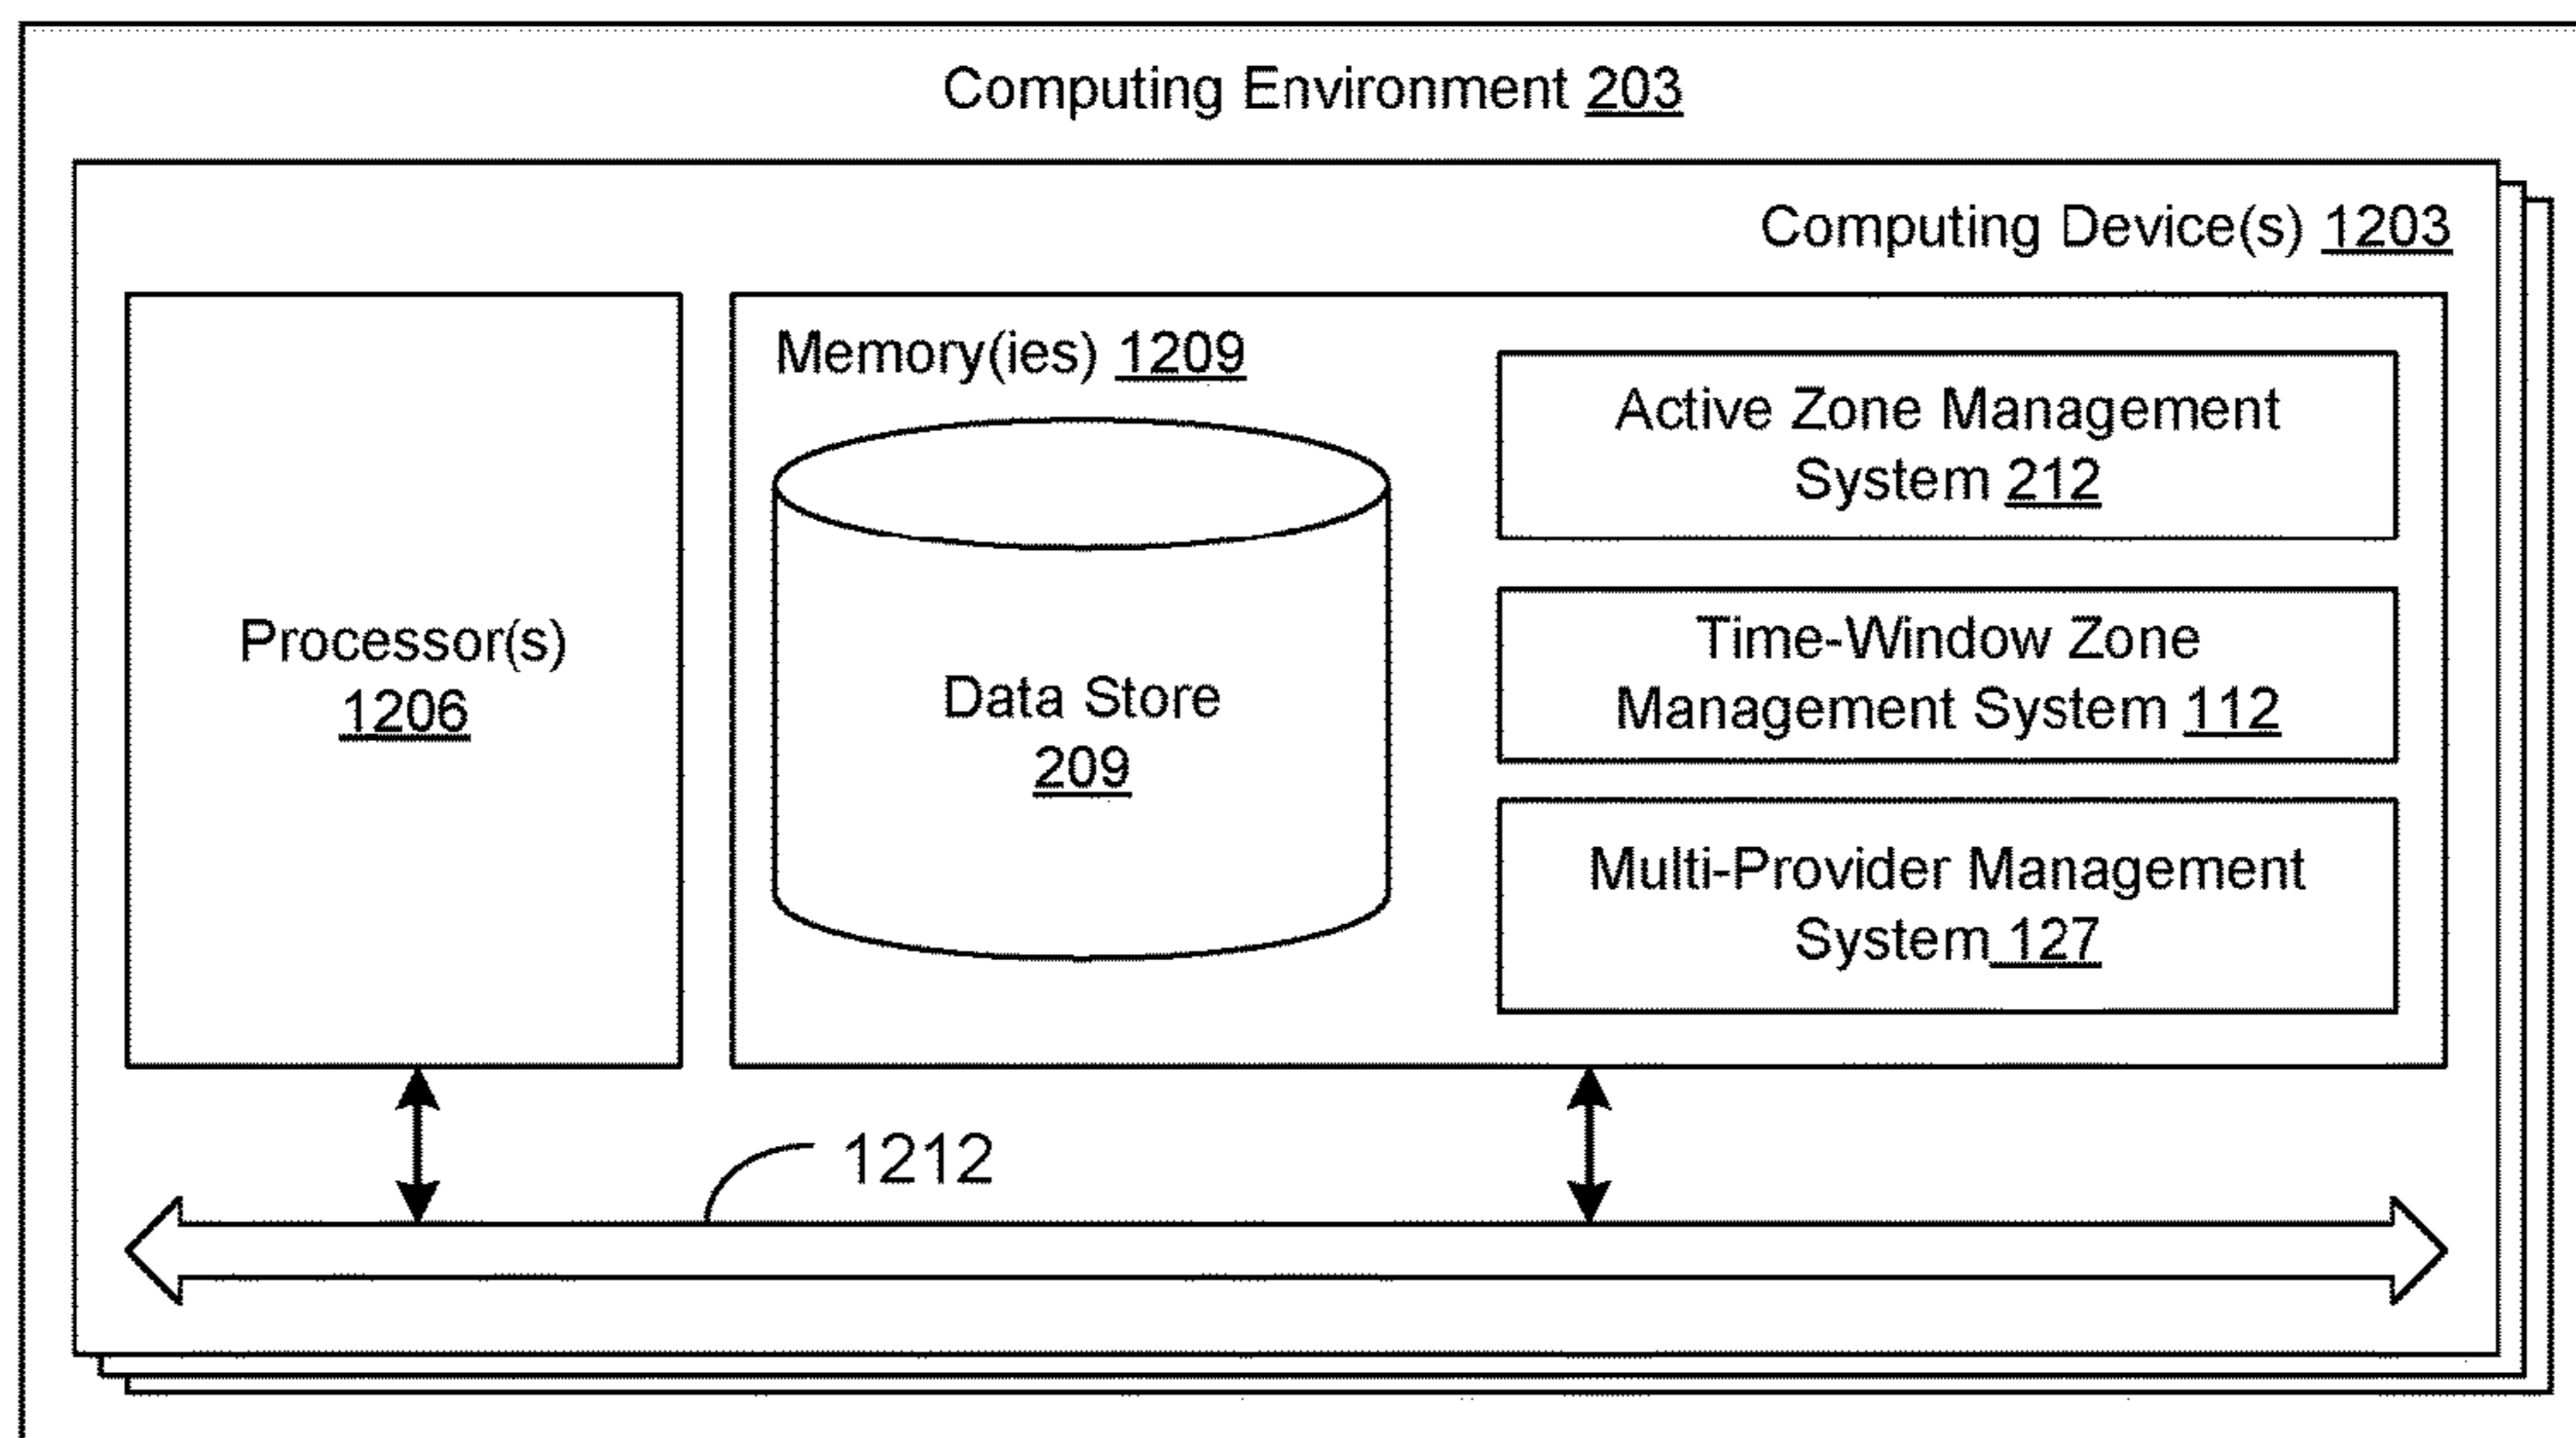 Computing Environment 203
Computing Device(s) 1203
Processor(s)
1206
Memory(ies) 1209
Data Store
209
Active Zone Management
System 212
Time-Window Zone
Management System 112
Multi-Provider Management
System 127
1212